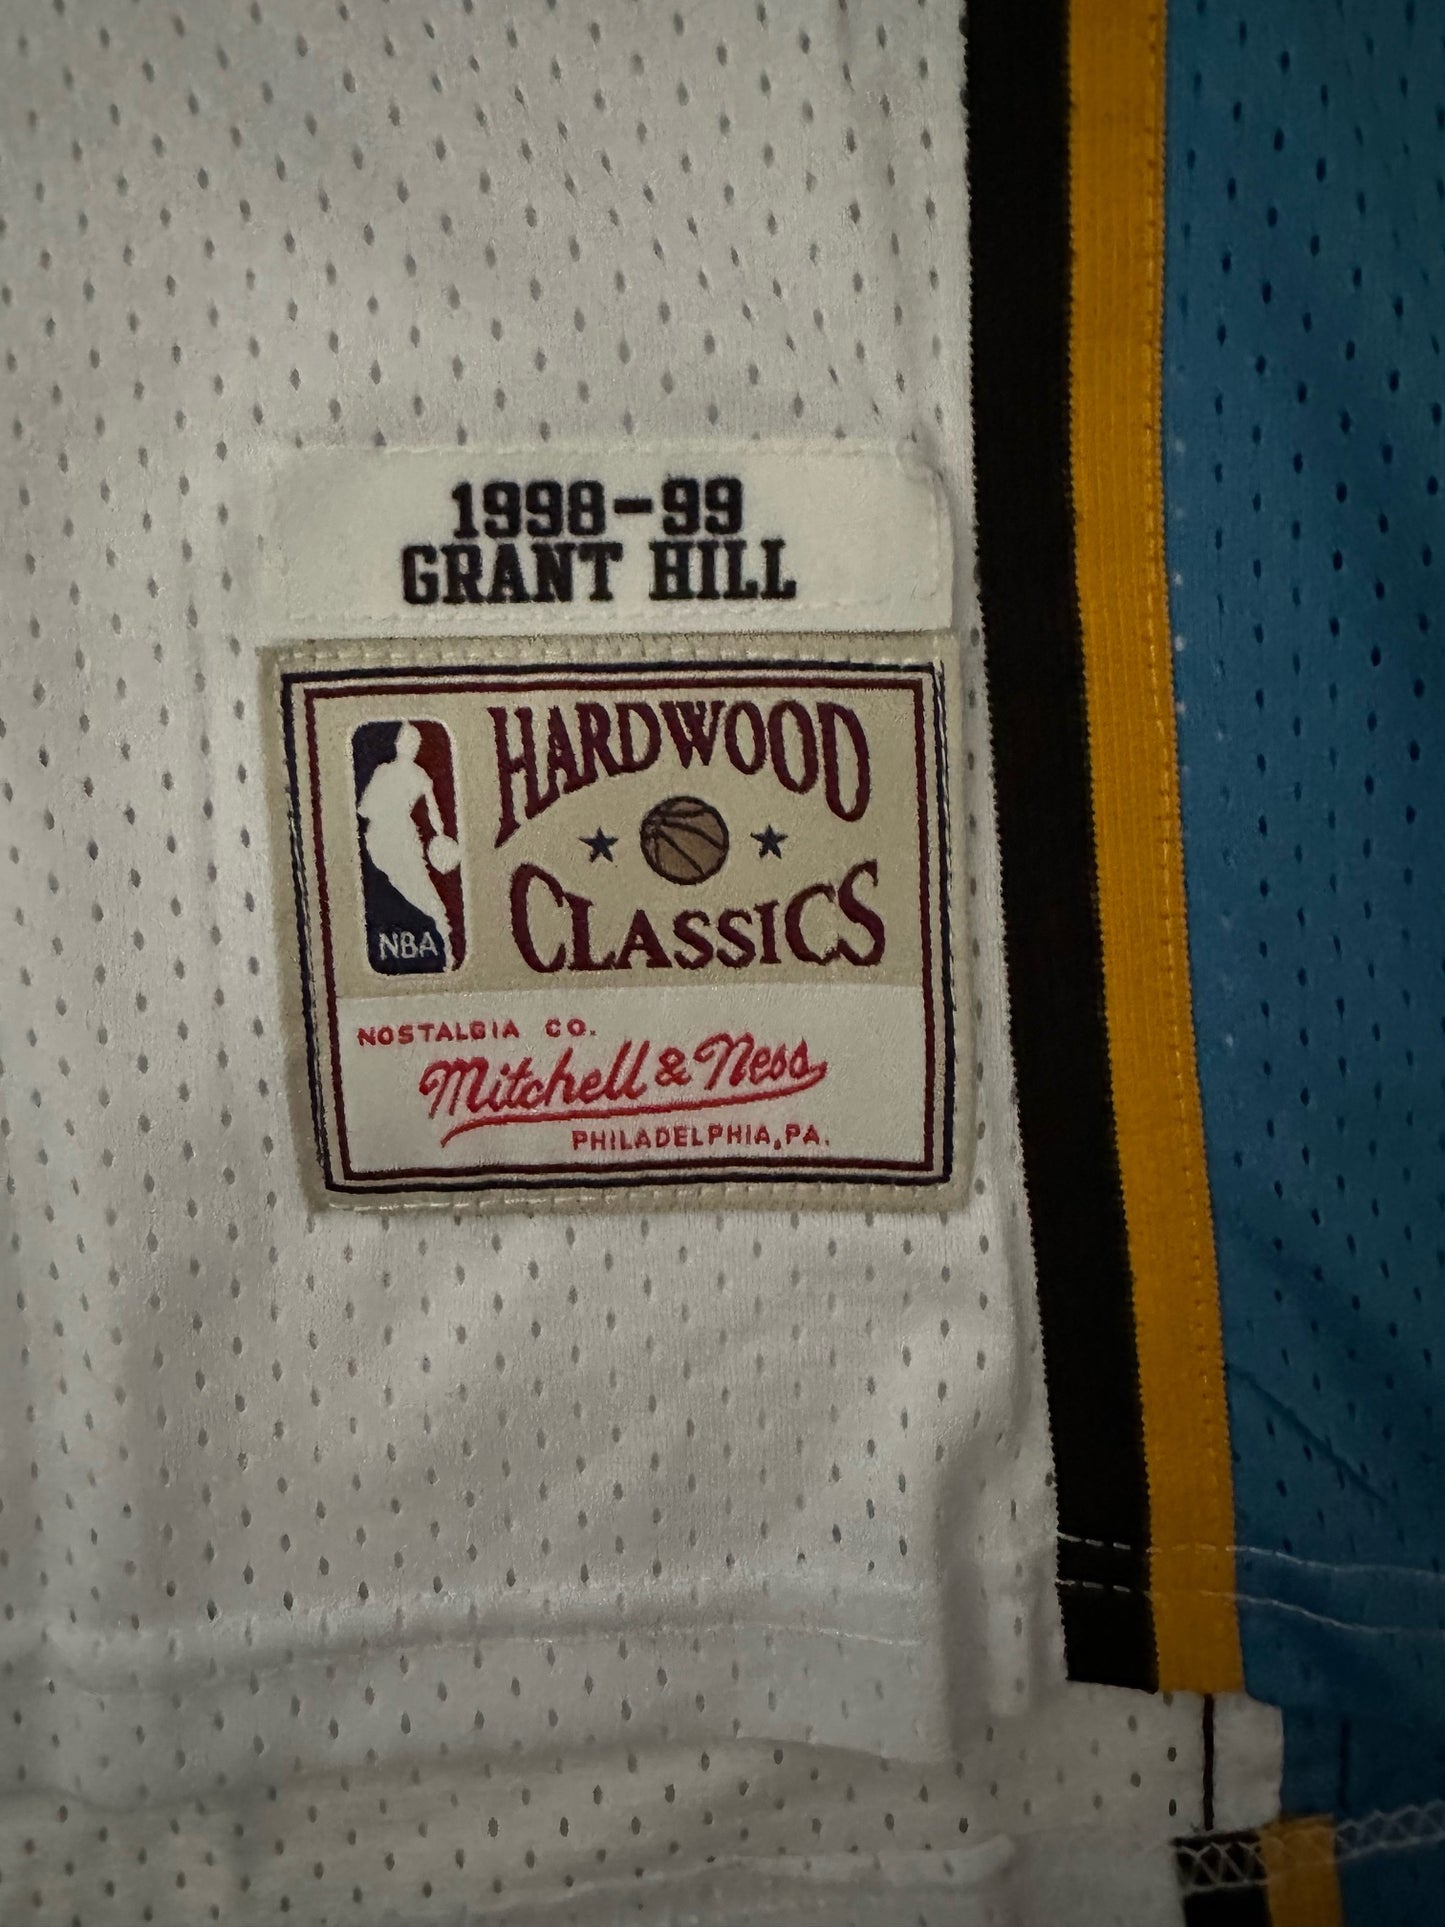 1998-99
GRANT HILL
HARDWOOD
CLASSICS
NBA
NOSTALGIA CO.
Mitchell & Ness
PHILADELPHIA, PA.